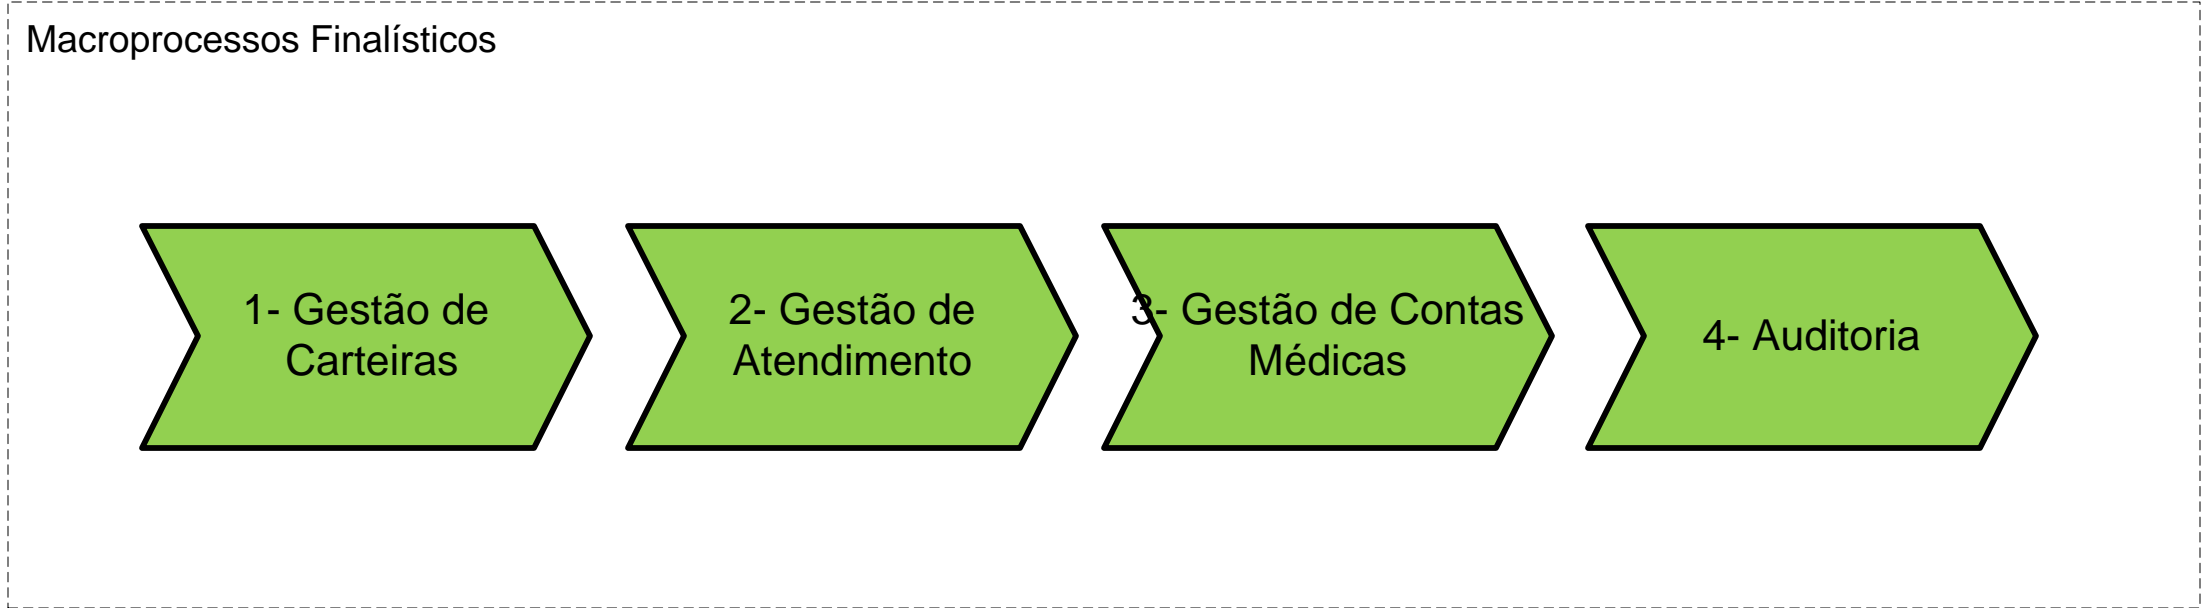 Macroprocessos Finalísticos
1- Gestão de
Carteiras
2- Gestão de
Atendimento
3- Gestão de Contas
Médicas
4- Auditoria